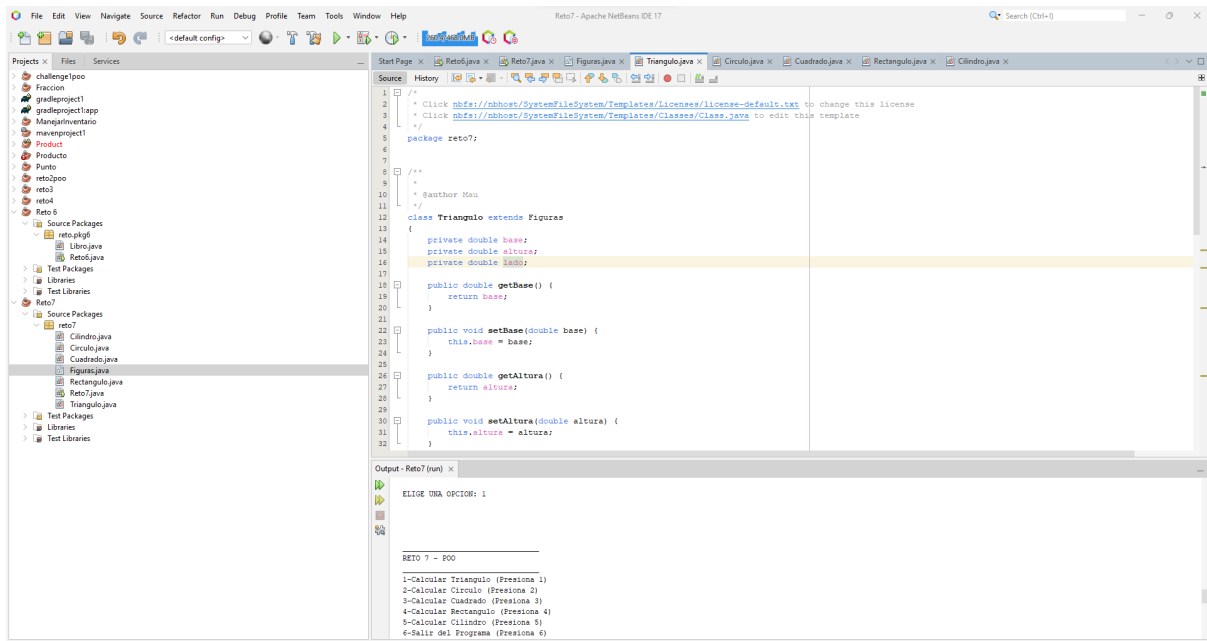 File Edit View Navigate Source Refactor Run Debug Profile Team Tools Window Help
Reto7 - Apache NetBeans IDE 17
Search (Ctrl+I)
<default config>
260.4/468.0MB
Projects
Files
Services
challenge1poo
Fraccion
gradleproject1
gradleproject1:app
ManejarInventario
mavenproject1
Product
Producto
Punto
reto2poo
reto3
reto4
Reto 6
Source Packages
reto.pkg6
Libro.java
Reto6.java
Test Packages
Libraries
Test Libraries
Reto7
Source Packages
reto7
Cilindro.java
Circulo.java
Cuadrado.java
Figuras.java
Rectangulo.java
Reto7.java
Triangulo.java
Test Packages
Libraries
Test Libraries
Start Page Reto6.java Reto7.java Figuras.java Triangulo.java Circulo.java Cuadrado.java Rectangulo.java Cilindro.java
Source History
1 /*
2 * Click nbfs://nbhost/SystemFileSystem/Templates/Licenses/license-default.txt to change this license
3 * Click nbfs://nbhost/SystemFileSystem/Templates/Classes/Class.java to edit this template
4 */
5 package reto7;
6
7
8 /**
9 *
10 * @author Mau
11 */
12 class Triangulo extends Figuras
13 {
14 private double base;
15 private double altura;
16 private double lado;
17
18 public double getBase() {
19 return base;
20 }
21
22 public void setBase(double base) {
23 this.base = base;
24 }
25
26 public double getAltura() {
27 return altura;
28 }
29
30 public void setAltura(double altura) {
31 this.altura = altura;
32 }
Output - Reto7 (run)
ELIGE UNA OPCION: 1
RETO 7 - POO
1-Calcular Triangulo (Presiona 1)
2-Calcular Circulo (Presiona 2)
3-Calcular Cuadrado (Presiona 3)
4-Calcular Rectangulo (Presiona 4)
5-Calcular Cilindro (Presiona 5)
6-Salir del Programa (Presiona 6)